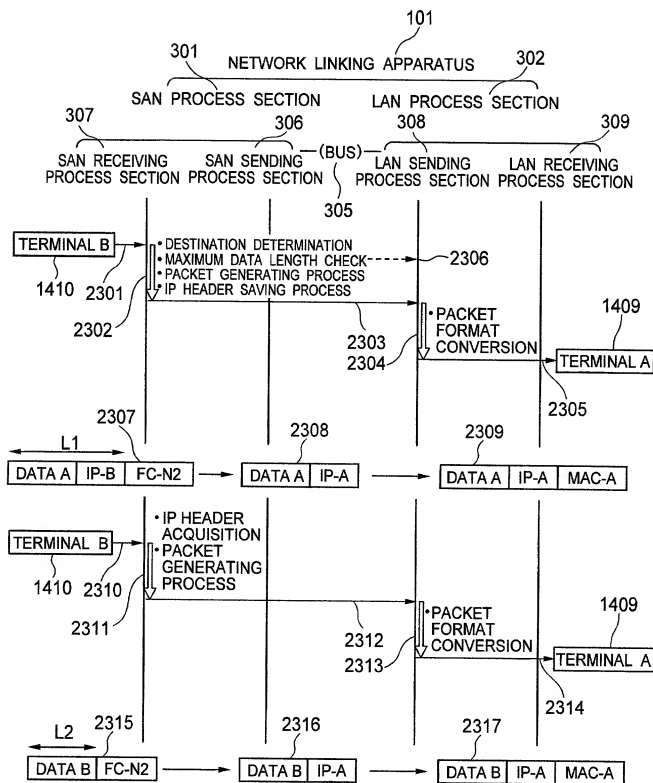 101
301
NETWORK LINKING APPARATUS
302
SAN PROCESS SECTION
LAN PROCESS SECTION
307
306
308
309
(BUS)
SAN RECEIVING
PROCESS SECTION
SAN SENDING
PROCESS SECTION
305
LAN SENDING
PROCESS SECTION
LAN RECEIVING
PROCESS SECTION
TERMINAL B
1410
2301
2302
• DESTINATION DETERMINATION
• MAXIMUM DATA LENGTH CHECK
• PACKET GENERATING PROCESS
• IP HEADER SAVING PROCESS
2306
2303
2304
• PACKET
FORMAT
CONVERSION
1409
TERMINAL A
2305
L1
2307
2308
2309
DATA A IP-B FC-N2
DATA A IP-A
DATA A IP-A MAC-A
TERMINAL B
1410
2310
2311
• IP HEADER
ACQUISITION
• PACKET
GENERATING
PROCESS
2312
2313
• PACKET
FORMAT
CONVERSION
1409
TERMINAL A
2314
L2
2315
2316
2317
DATA B FC-N2
DATA B IP-A
DATA B IP-A MAC-A